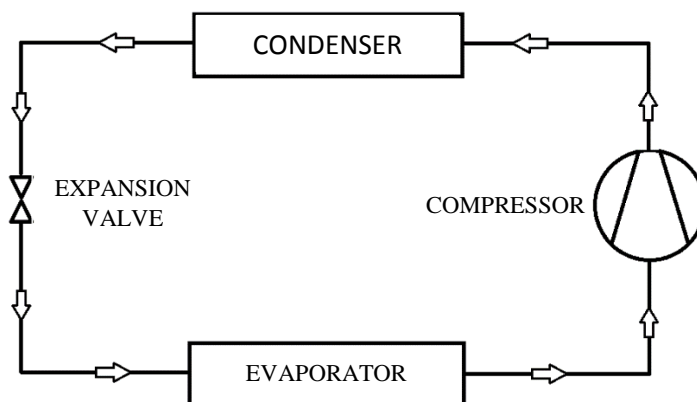 CONDENSER
EXPANSION
VALVE
COMPRESSOR
EVAPORATOR